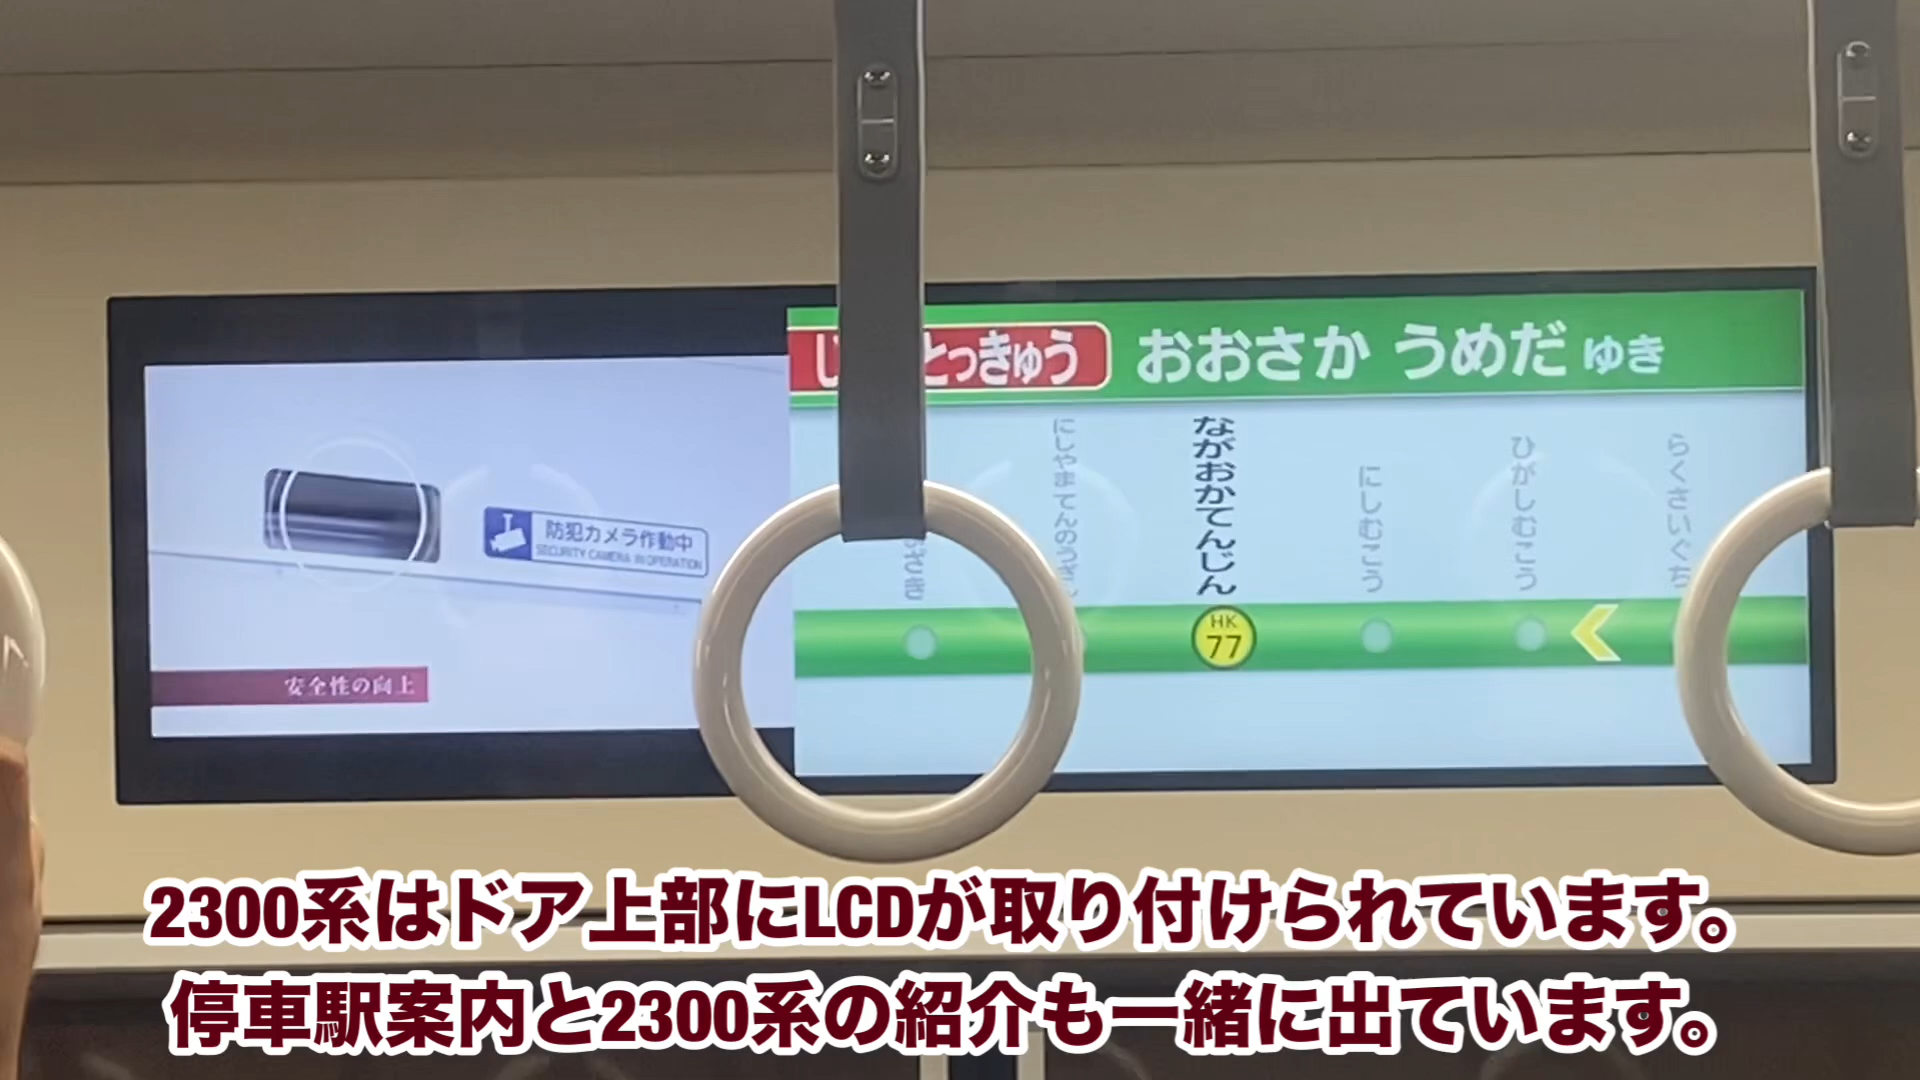 防犯カメラ作動中
SECURITY CAMERA IN OPERATION
安全性の向上
とっきゅう
おおさか うめだ ゆき
にしやまてんのうざん
ながおかてんじん
にしむこう
ひがしむこう
らくさいぐち
HK
77
2300系はドア上部にLCDが取り付けられています。
停車駅案内と2300系の紹介も一緒に出ています。